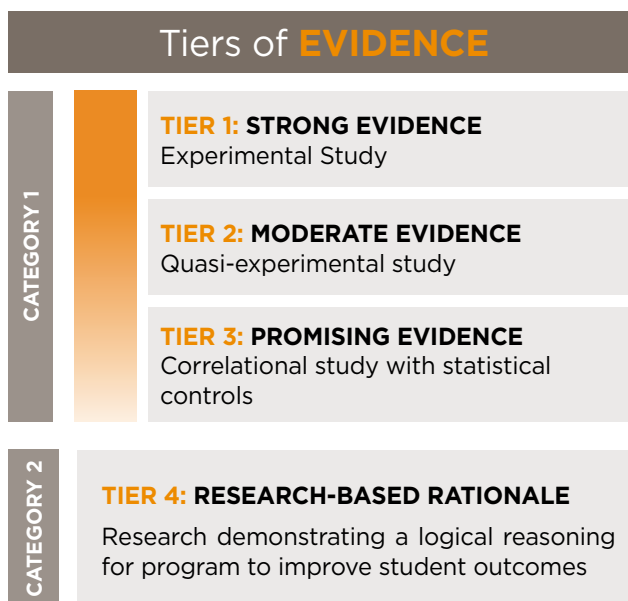 Tiers of EVIDENCE
CATEGORY 1
TIER 1: STRONG EVIDENCE
Experimental Study
TIER 2: MODERATE EVIDENCE
Quasi-experimental study
TIER 3: PROMISING EVIDENCE
Correlational study with statistical
controls
CATEGORY 2
TIER 4: RESEARCH-BASED RATIONALE
Research demonstrating a logical reasoning
for program to improve student outcomes